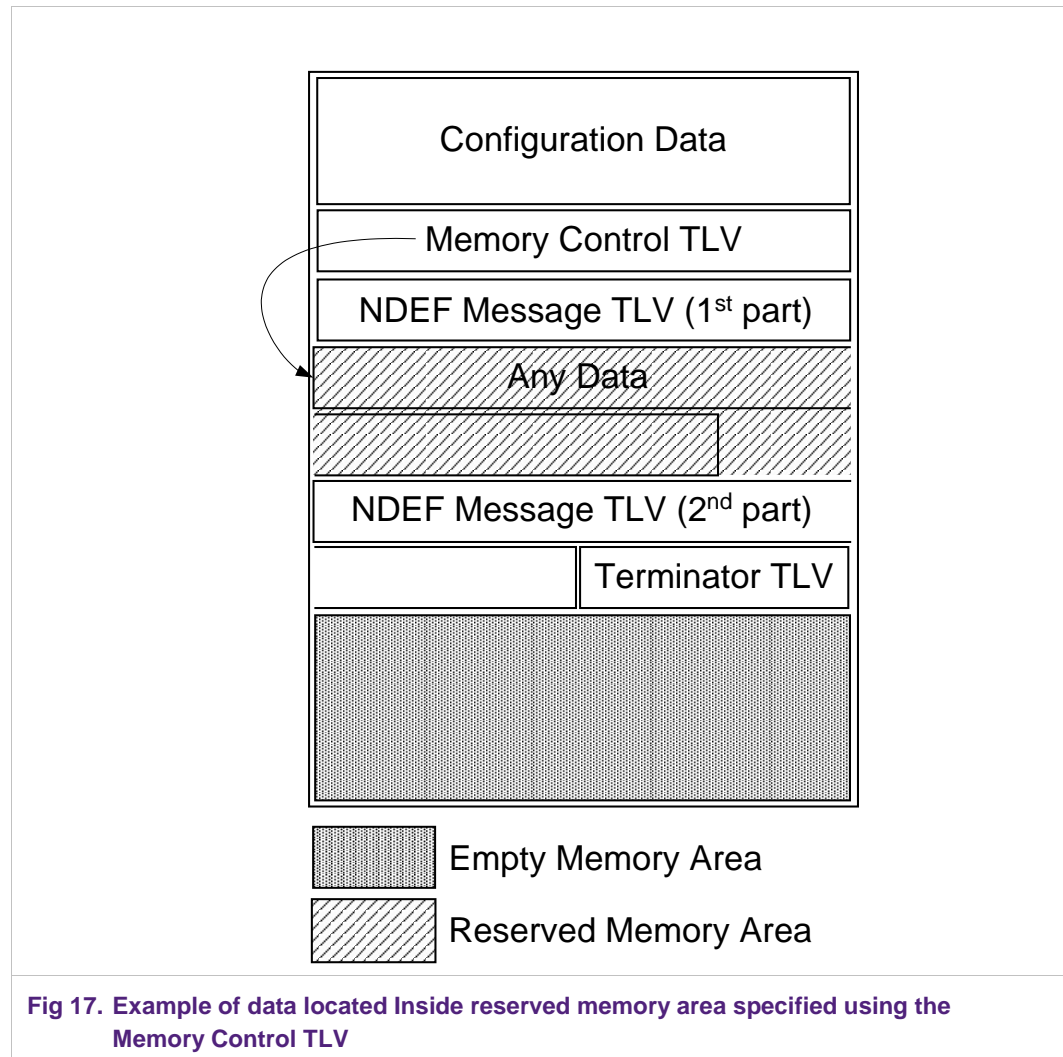 Configuration Data
Memory Control TLV
NDEF Message TLV (1st part)
Any Data
NDEF Message TLV (2nd part)
Terminator TLV
Empty Memory Area
Reserved Memory Area
Fig 17. Example of data located Inside reserved memory area specified using the
Memory Control TLV